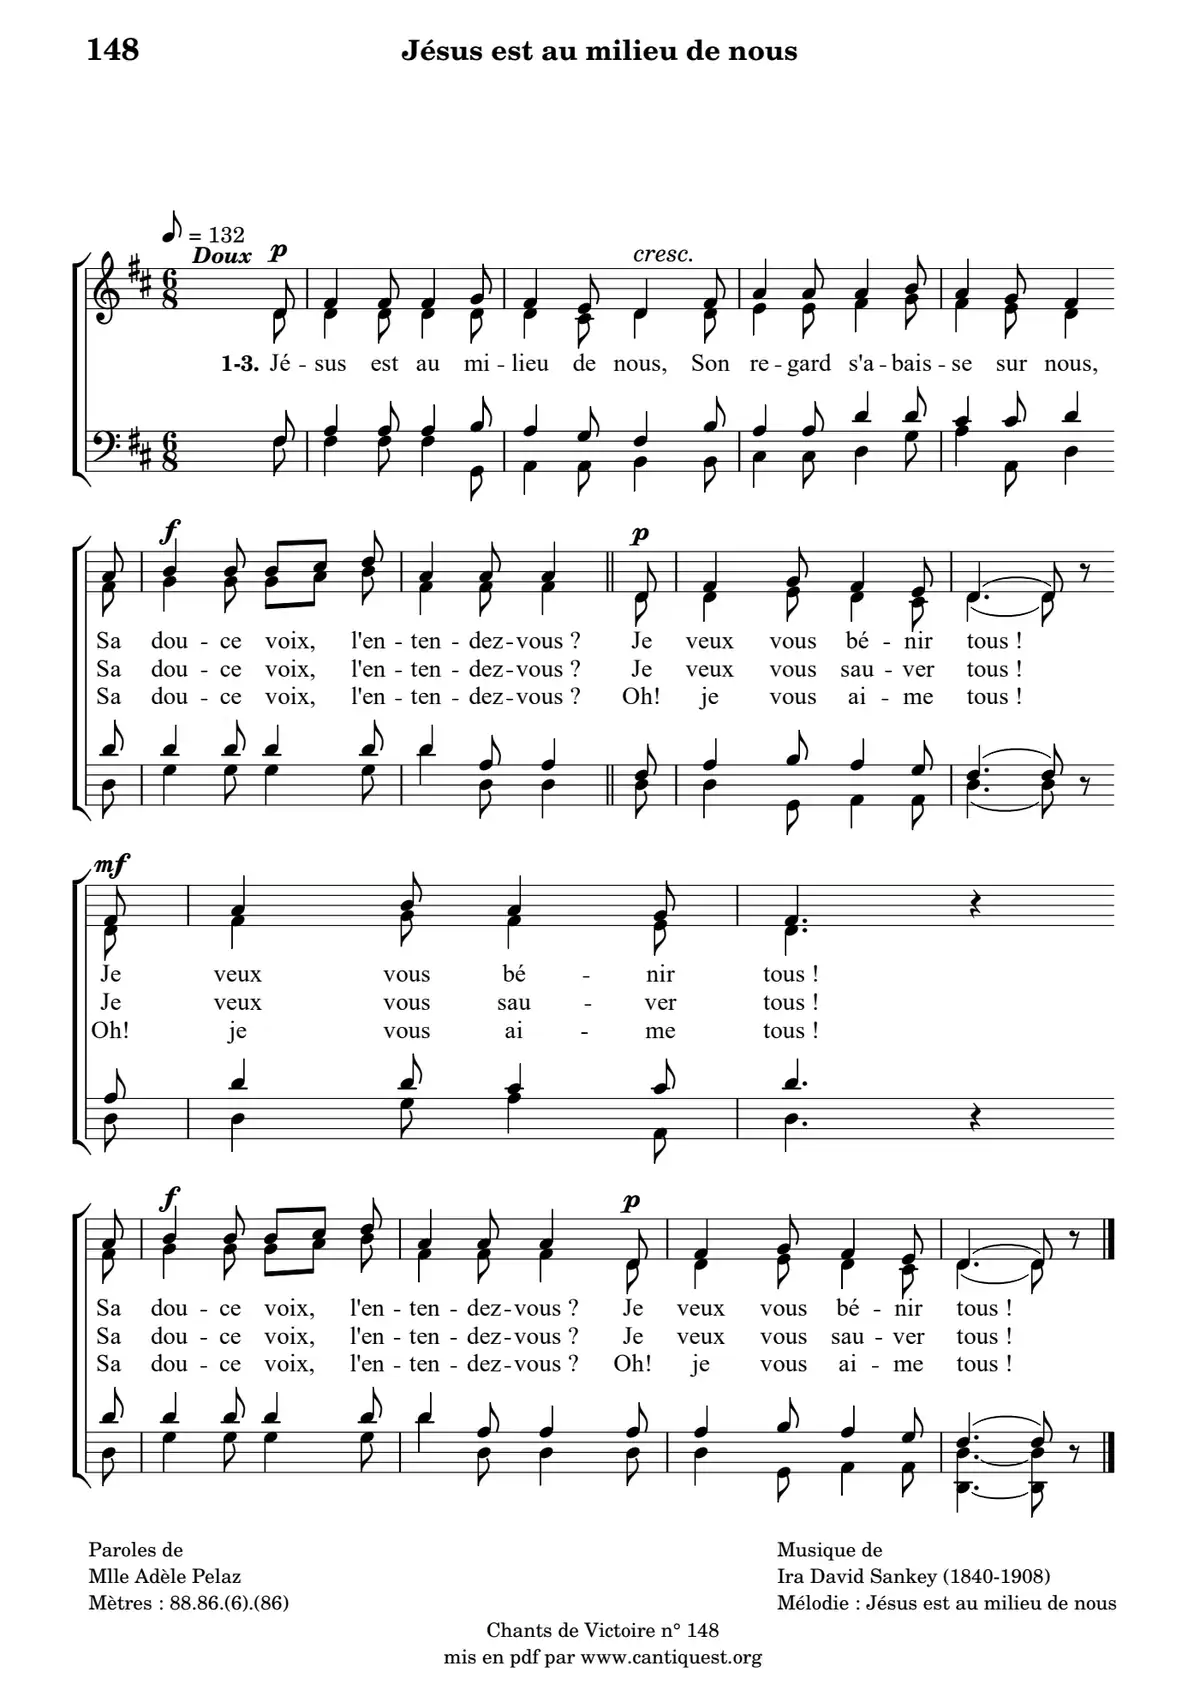 148 Jésus est au milieu de nous
= 132
Doux p
cresc.
6 8
1-3. Jé - sus est au mi - lieu de nous, Son re - gard s'a - bais - se sur nous,
6 8
f p
Sa dou - ce voix, l'en - ten - dez - vous ? Je veux vous bé - nir tous !
Sa dou - ce voix, l'en - ten - dez - vous ? Je veux vous sau - ver tous !
Sa dou - ce voix, l'en - ten - dez - vous ? Oh! je vous ai - me tous !
mf
Je veux vous bé - nir tous !
Je veux vous sau - ver tous !
Oh! je vous ai - me tous !
f p
Sa dou - ce voix, l'en - ten - dez - vous ? Je veux vous bé - nir tous !
Sa dou - ce voix, l'en - ten - dez - vous ? Je veux vous sau - ver tous !
Sa dou - ce voix, l'en - ten - dez - vous ? Oh! je vous ai - me tous !
Paroles de
Mlle Adèle Pelaz
Mètres : 88.86.(6).(86)
Musique de
Ira David Sankey (1840-1908)
Mélodie : Jésus est au milieu de nous
Chants de Victoire n° 148
mis en pdf par www.cantiquest.org